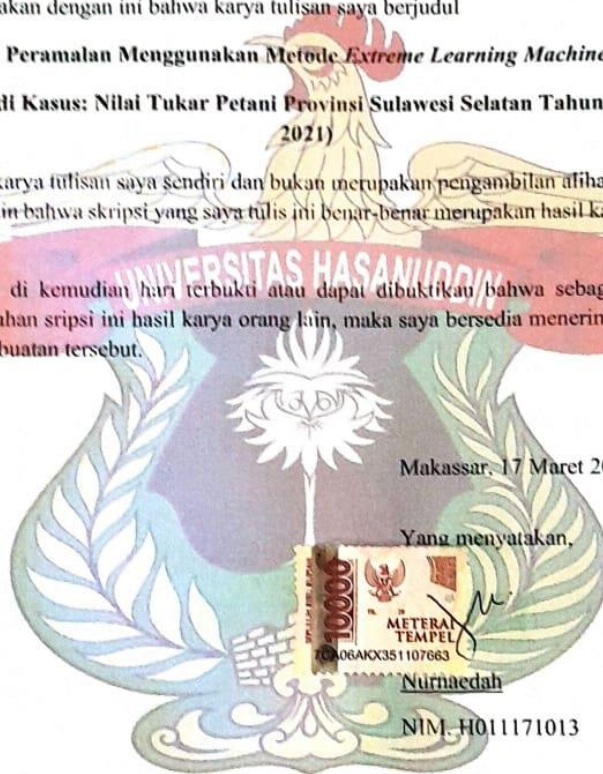 akan dengan ini bahwa karya tulisan saya berjudul
Peramalan Menggunakan Metode Extreme Learning Machine
di Kasus: Nilai Tukar Petani Provinsi Sulawesi Selatan Tahun
2021)
karya tulisan saya sendiri dan bukan merupakan pengambilan alihan
in bahwa skripsi yang saya tulis ini benar-benar merupakan hasil ka
UNIVERSITAS HASANUDDIN
di kemudian hari terbukti atau dapat dibuktikan bahwa sebag
uhan sripsi ini hasil karya orang lain, maka saya bersedia menerim
buatan tersebut.
Makassar, 17 Maret 20
Yang menyatakan,
10000
METERAI
TEMPEL
7CA06AKX351107663
Nurnaedah
NIM. H011171013